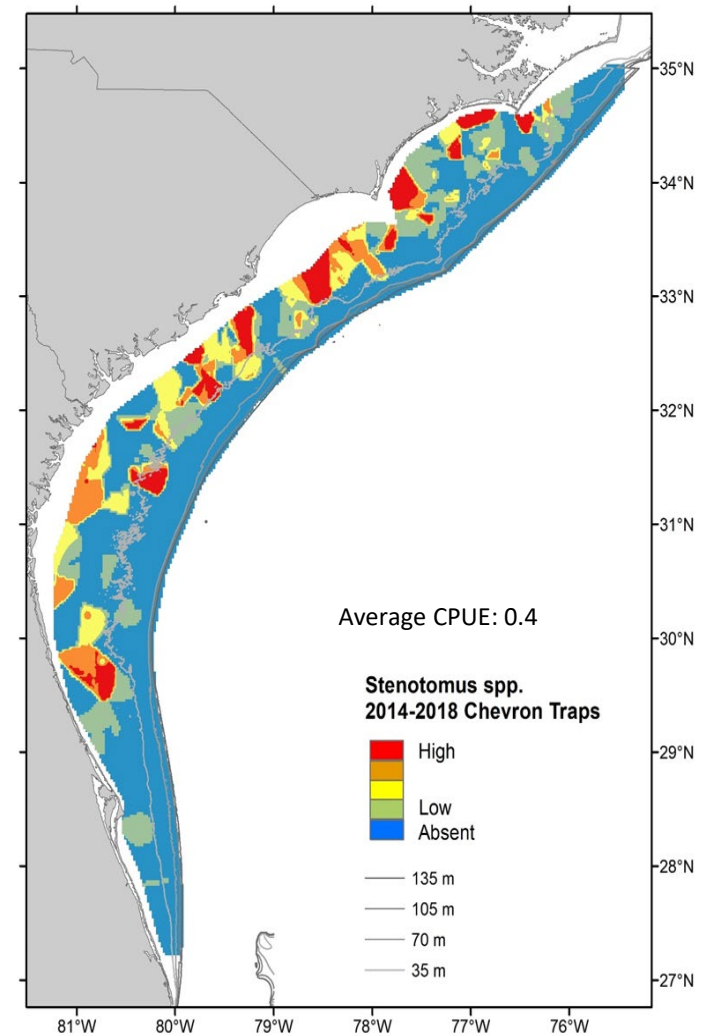 35°N
34°N
33°N
32°N
31°N
30°N
29°N
28°N
27°N
Average CPUE: 0.4
Stenotomus spp.
2014-2018 Chevron Traps
High
Low
Absent
135 m
105 m
70 m
35 m
81°W 80°W 79°W 78°W 77°W 76°W